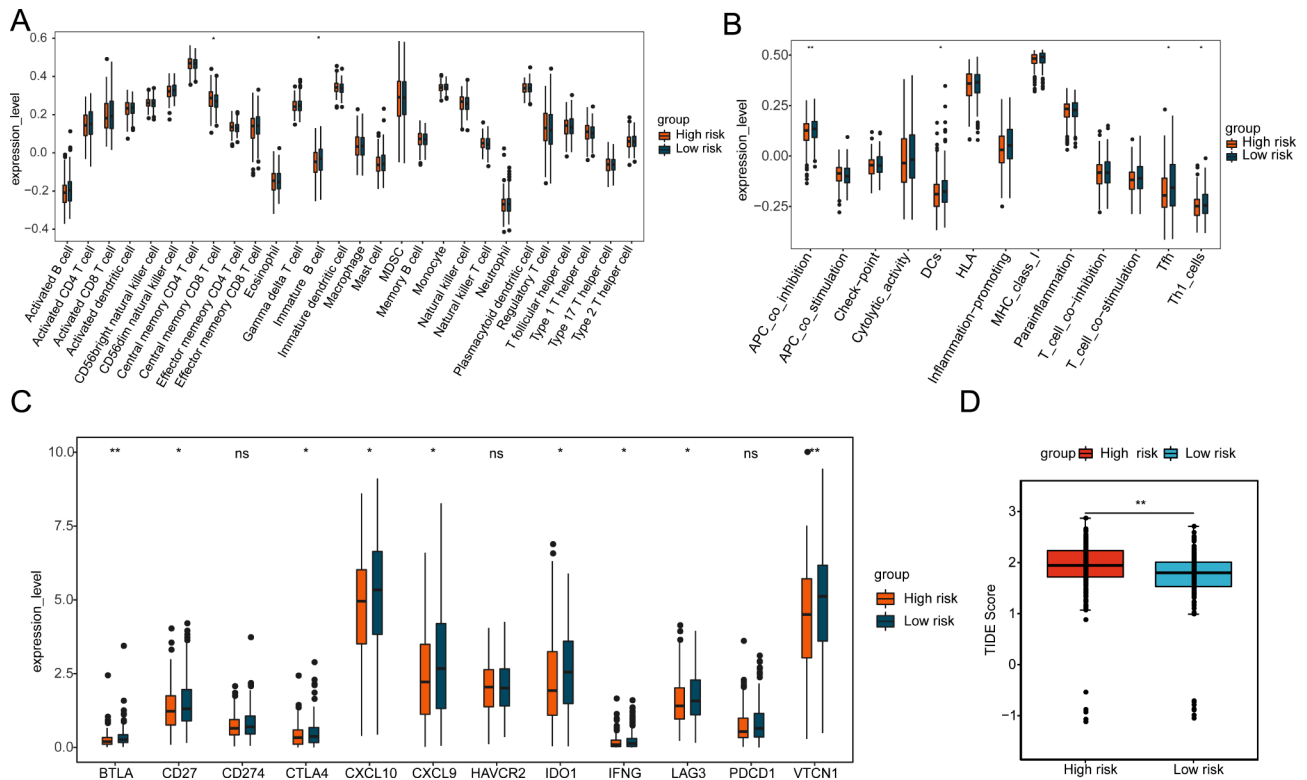 A
0.6
0.4
0.2
0.0
−0.2
−0.4
expression_level
*
*
group
High risk
Low risk
Activated B cell
Activated CD4 T cell
Activated CD8 T cell
Activated dendritic cell
CD56bright natural killer cell
CD56dim natural killer cell
Central memory CD4 T cell
Central memory CD8 T cell
Effector memeory CD4 T cell
Effector memeory CD8 T cell
Eosinophil
Gamma delta T cell
Immature B cell
Immature dendritic cell
Macrophage
Mast cell
MDSC
Memory B cell
Monocyte
Natural killer cell
Natural killer T cell
Neutrophil
Plasmacytoid dendritic cell
Regulatory T cell
T follicular helper cell
Type 1 T helper cell
Type 17 T helper cell
Type 2 T helper cell
B
0.50
0.25
0.00
−0.25
expression_level
**
*
*
*
group
High risk
Low risk
APC_co_inhibition
APC_co_stimulation
Check−point
Cytolytic_activity
DCs
HLA
Inflammation−promoting
MHC_class_I
Parainflammation
T_cell_co−inhibition
T_cell_co−stimulation
Tfh
Th1_cells
C
10.0
7.5
5.0
2.5
0.0
expression_level
** * ns * * * ns * * * ns **
group
High risk
Low risk
BTLA CD27 CD274 CTLA4 CXCL10 CXCL9 HAVCR2 IDO1 IFNG LAG3 PDCD1 VTCN1
D
group High risk Low risk
3
2
1
0
−1
TIDE Score
**
High risk Low risk